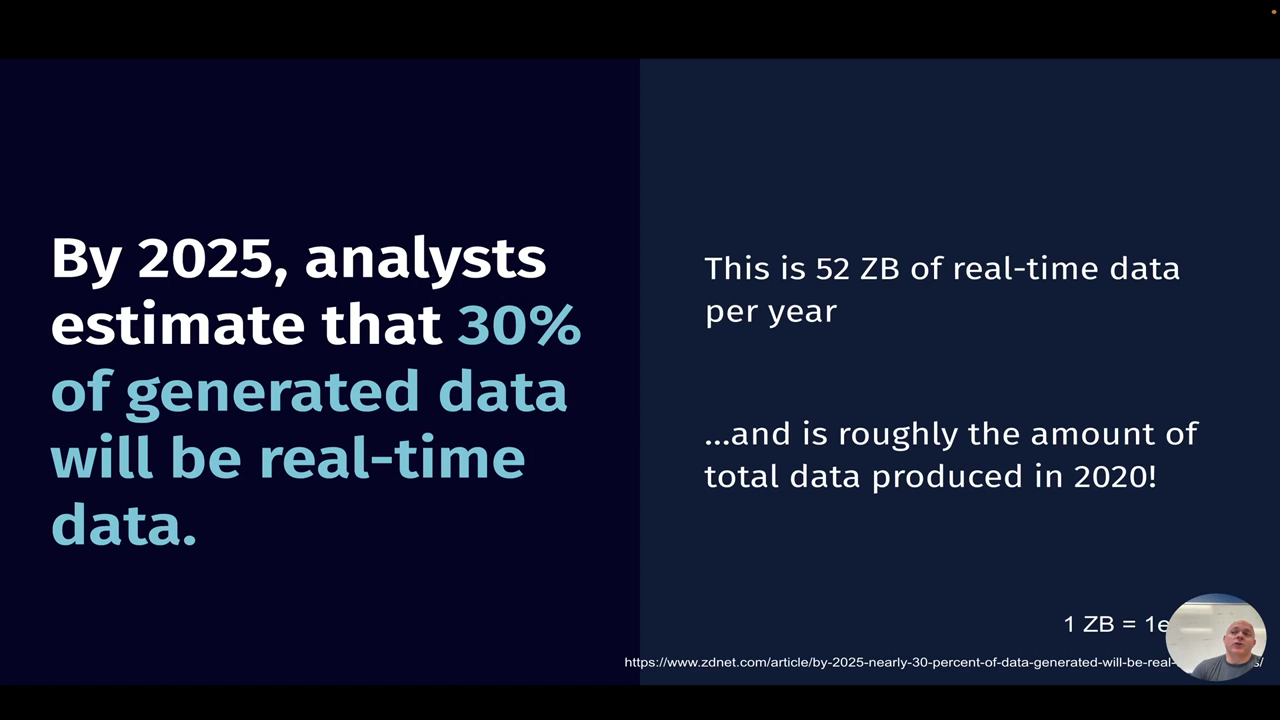 By 2025, analysts
estimate that 30%
of generated data
will be real-time
data.
This is 52 ZB of real-time data
per year
...and is roughly the amount of
total data produced in 2020!
1 ZB = 1e
https://www.zdnet.com/article/by-2025-nearly-30-percent-of-data-generated-will-be-real-